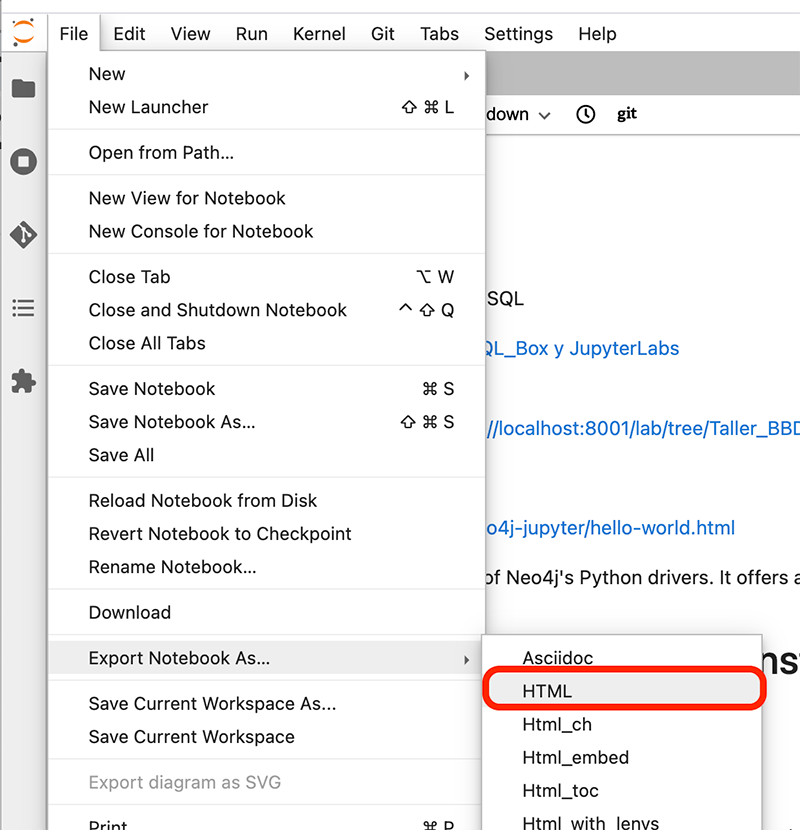 File Edit View Run Kernel Git Tabs Settings Help
New
New Launcher ⇧ ⌘ L
down git
Open from Path...
New View for Notebook
New Console for Notebook
Close Tab ⌥ W
SQL
Close and Shutdown Notebook ^ ⇧ Q
Close All Tabs
QL_Box y JupyterLabs
Save Notebook ⌘ S
Save Notebook As... ⇧ ⌘ S
//localhost:8001/lab/tree/Taller_BBD
Save All
Reload Notebook from Disk
Revert Notebook to Checkpoint
o4j-jupyter/hello-world.html
Rename Notebook...
of Neo4j's Python drivers. It offers a
Download
Export Notebook As...
Asciidoc
HTML
Html_ch
Html_embed
Html_toc
Html_with_lenvs
Save Current Workspace As...
Save Current Workspace
Export diagram as SVG
Print ⌘ P